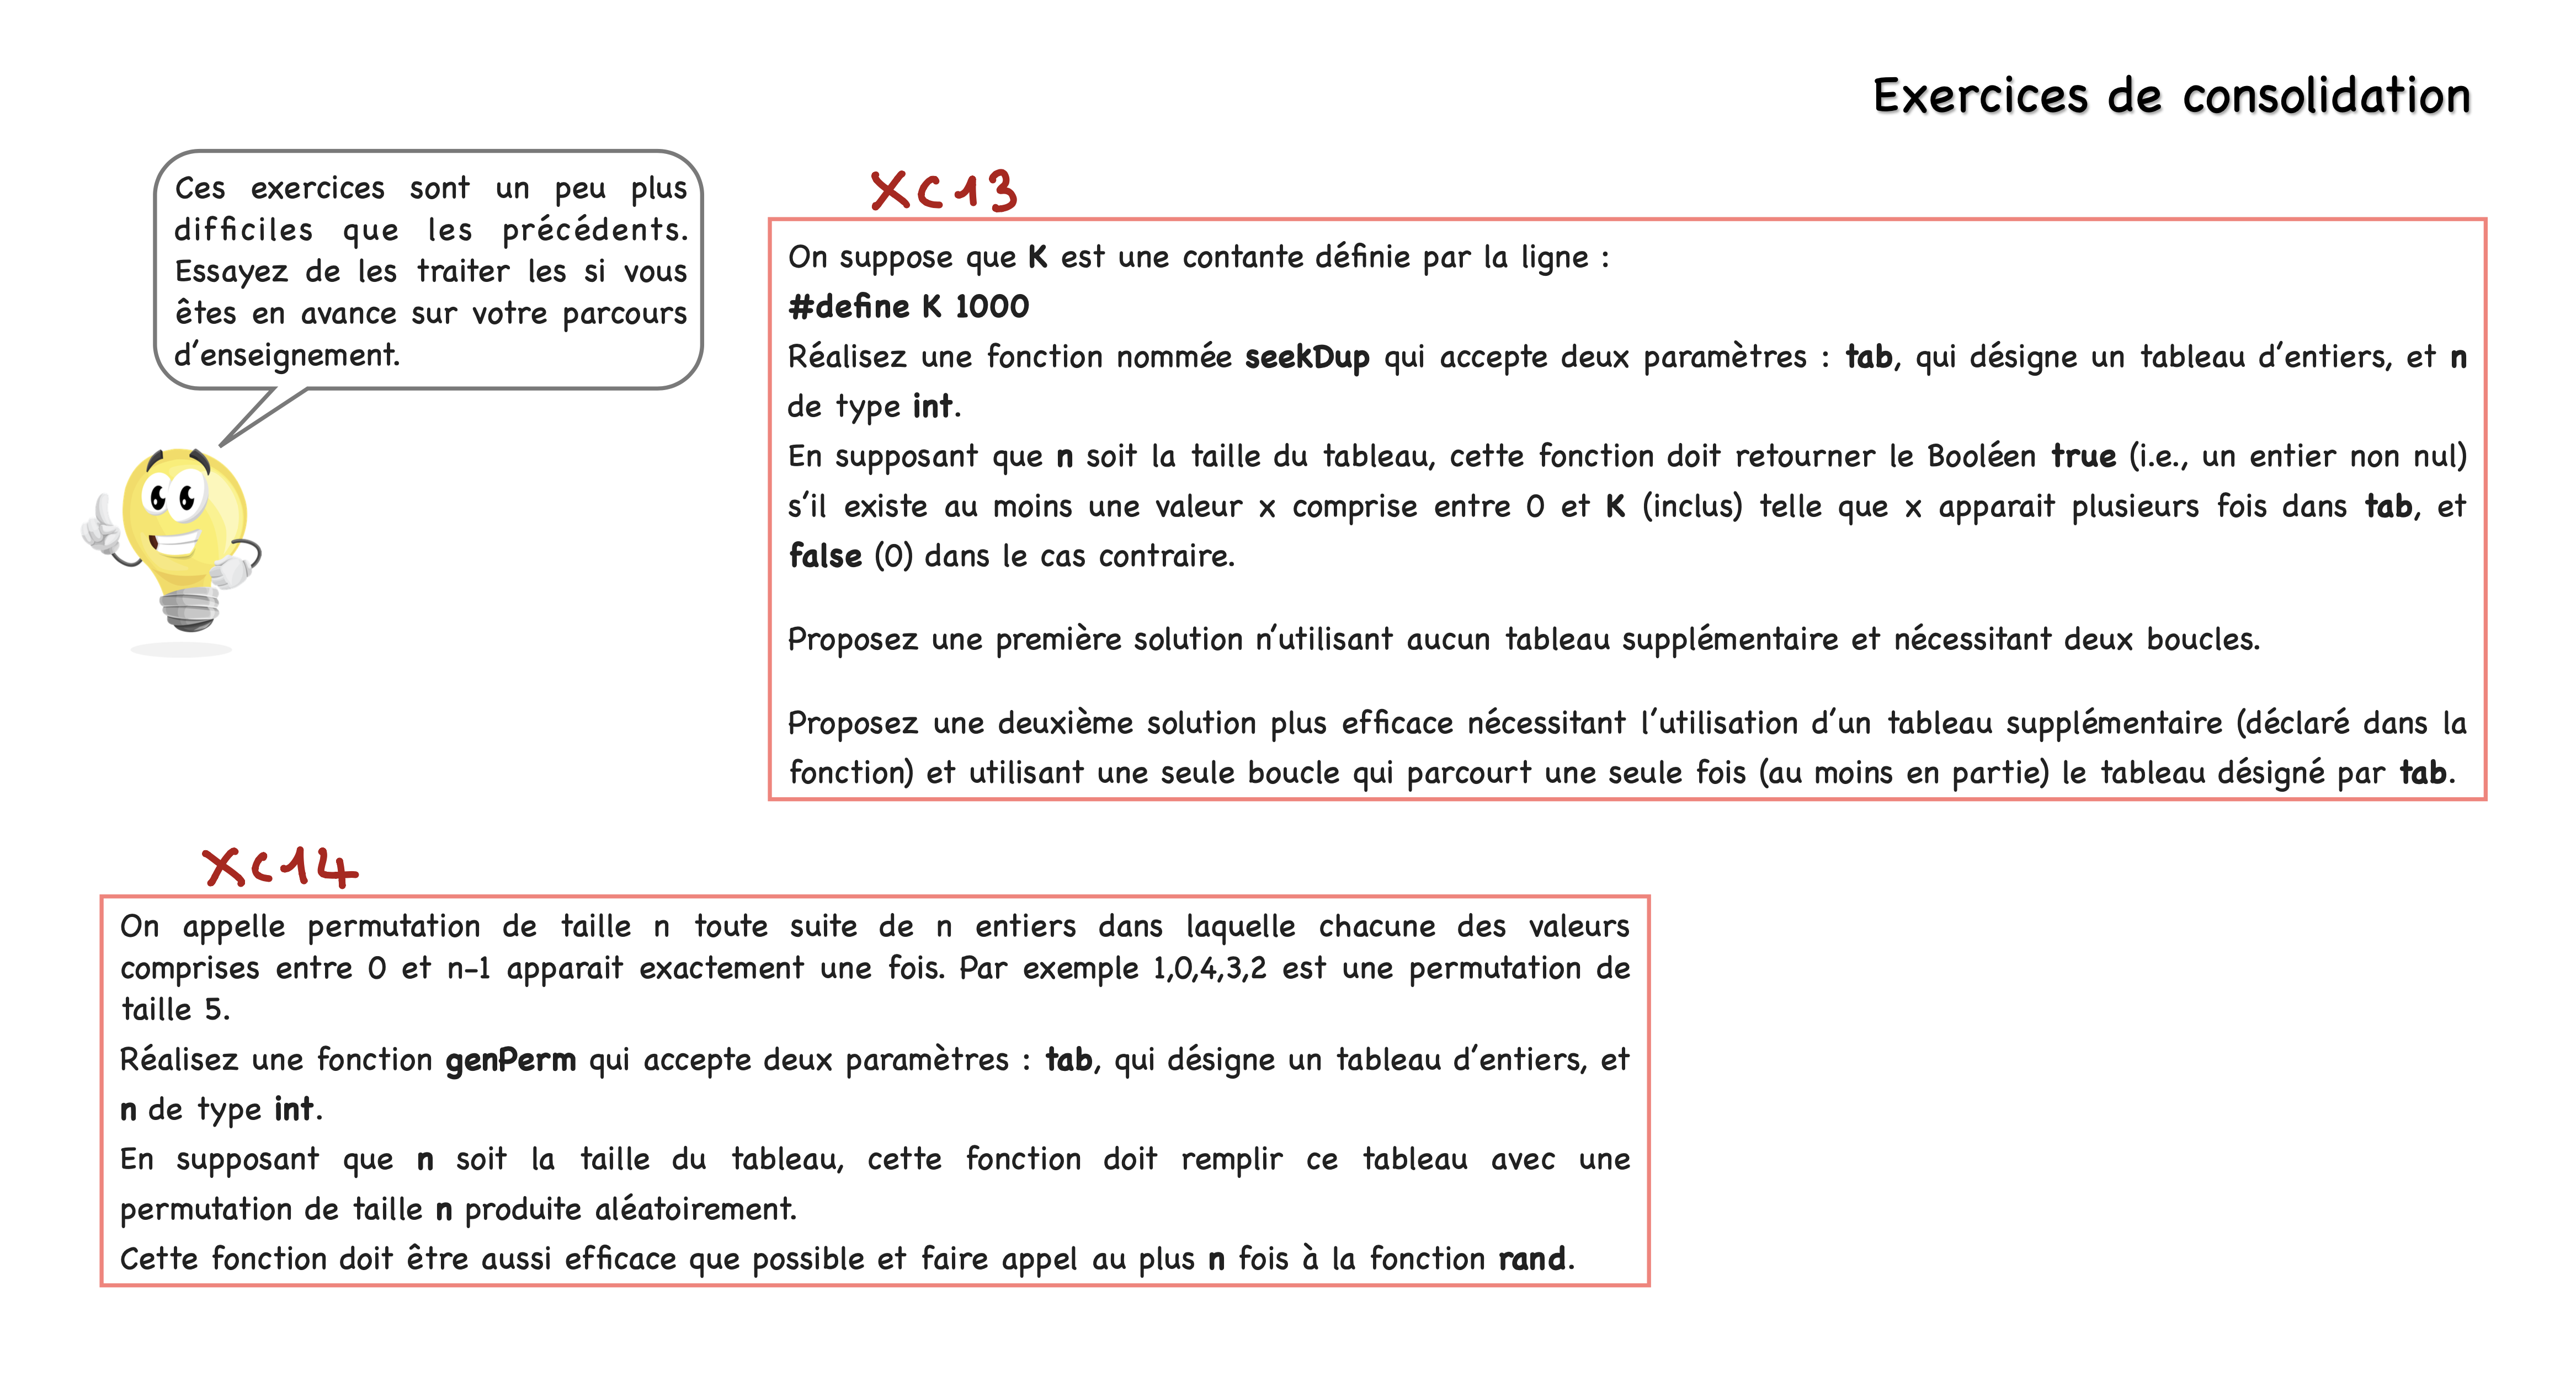 Exercices de consolidation
Ces exercices sont un peu plus
difficiles que les précédents.
Essayez de les traiter les si vous
êtes en avance sur votre parcours
d'enseignement.
XC13
On suppose que K est une contante définie par la ligne :
#define K 1000
Réalisez une fonction nommée seekDup qui accepte deux paramètres : tab, qui désigne un tableau d'entiers, et n
de type int.
En supposant que n soit la taille du tableau, cette fonction doit retourner le Booléen true (i.e., un entier non nul)
s'il existe au moins une valeur x comprise entre 0 et K (inclus) telle que x apparait plusieurs fois dans tab, et
false (0) dans le cas contraire.
Proposez une première solution n'utilisant aucun tableau supplémentaire et nécessitant deux boucles.
Proposez une deuxième solution plus efficace nécessitant l'utilisation d'un tableau supplémentaire (déclaré dans la
fonction) et utilisant une seule boucle qui parcourt une seule fois (au moins en partie) le tableau désigné par tab.
XC14
On appelle permutation de taille n toute suite de n entiers dans laquelle chacune des valeurs
comprises entre 0 et n-1 apparait exactement une fois. Par exemple 1,0,4,3,2 est une permutation de
taille 5.
Réalisez une fonction genPerm qui accepte deux paramètres : tab, qui désigne un tableau d'entiers, et
n de type int.
En supposant que n soit la taille du tableau, cette fonction doit remplir ce tableau avec une
permutation de taille n produite aléatoirement.
Cette fonction doit être aussi efficace que possible et faire appel au plus n fois à la fonction rand.